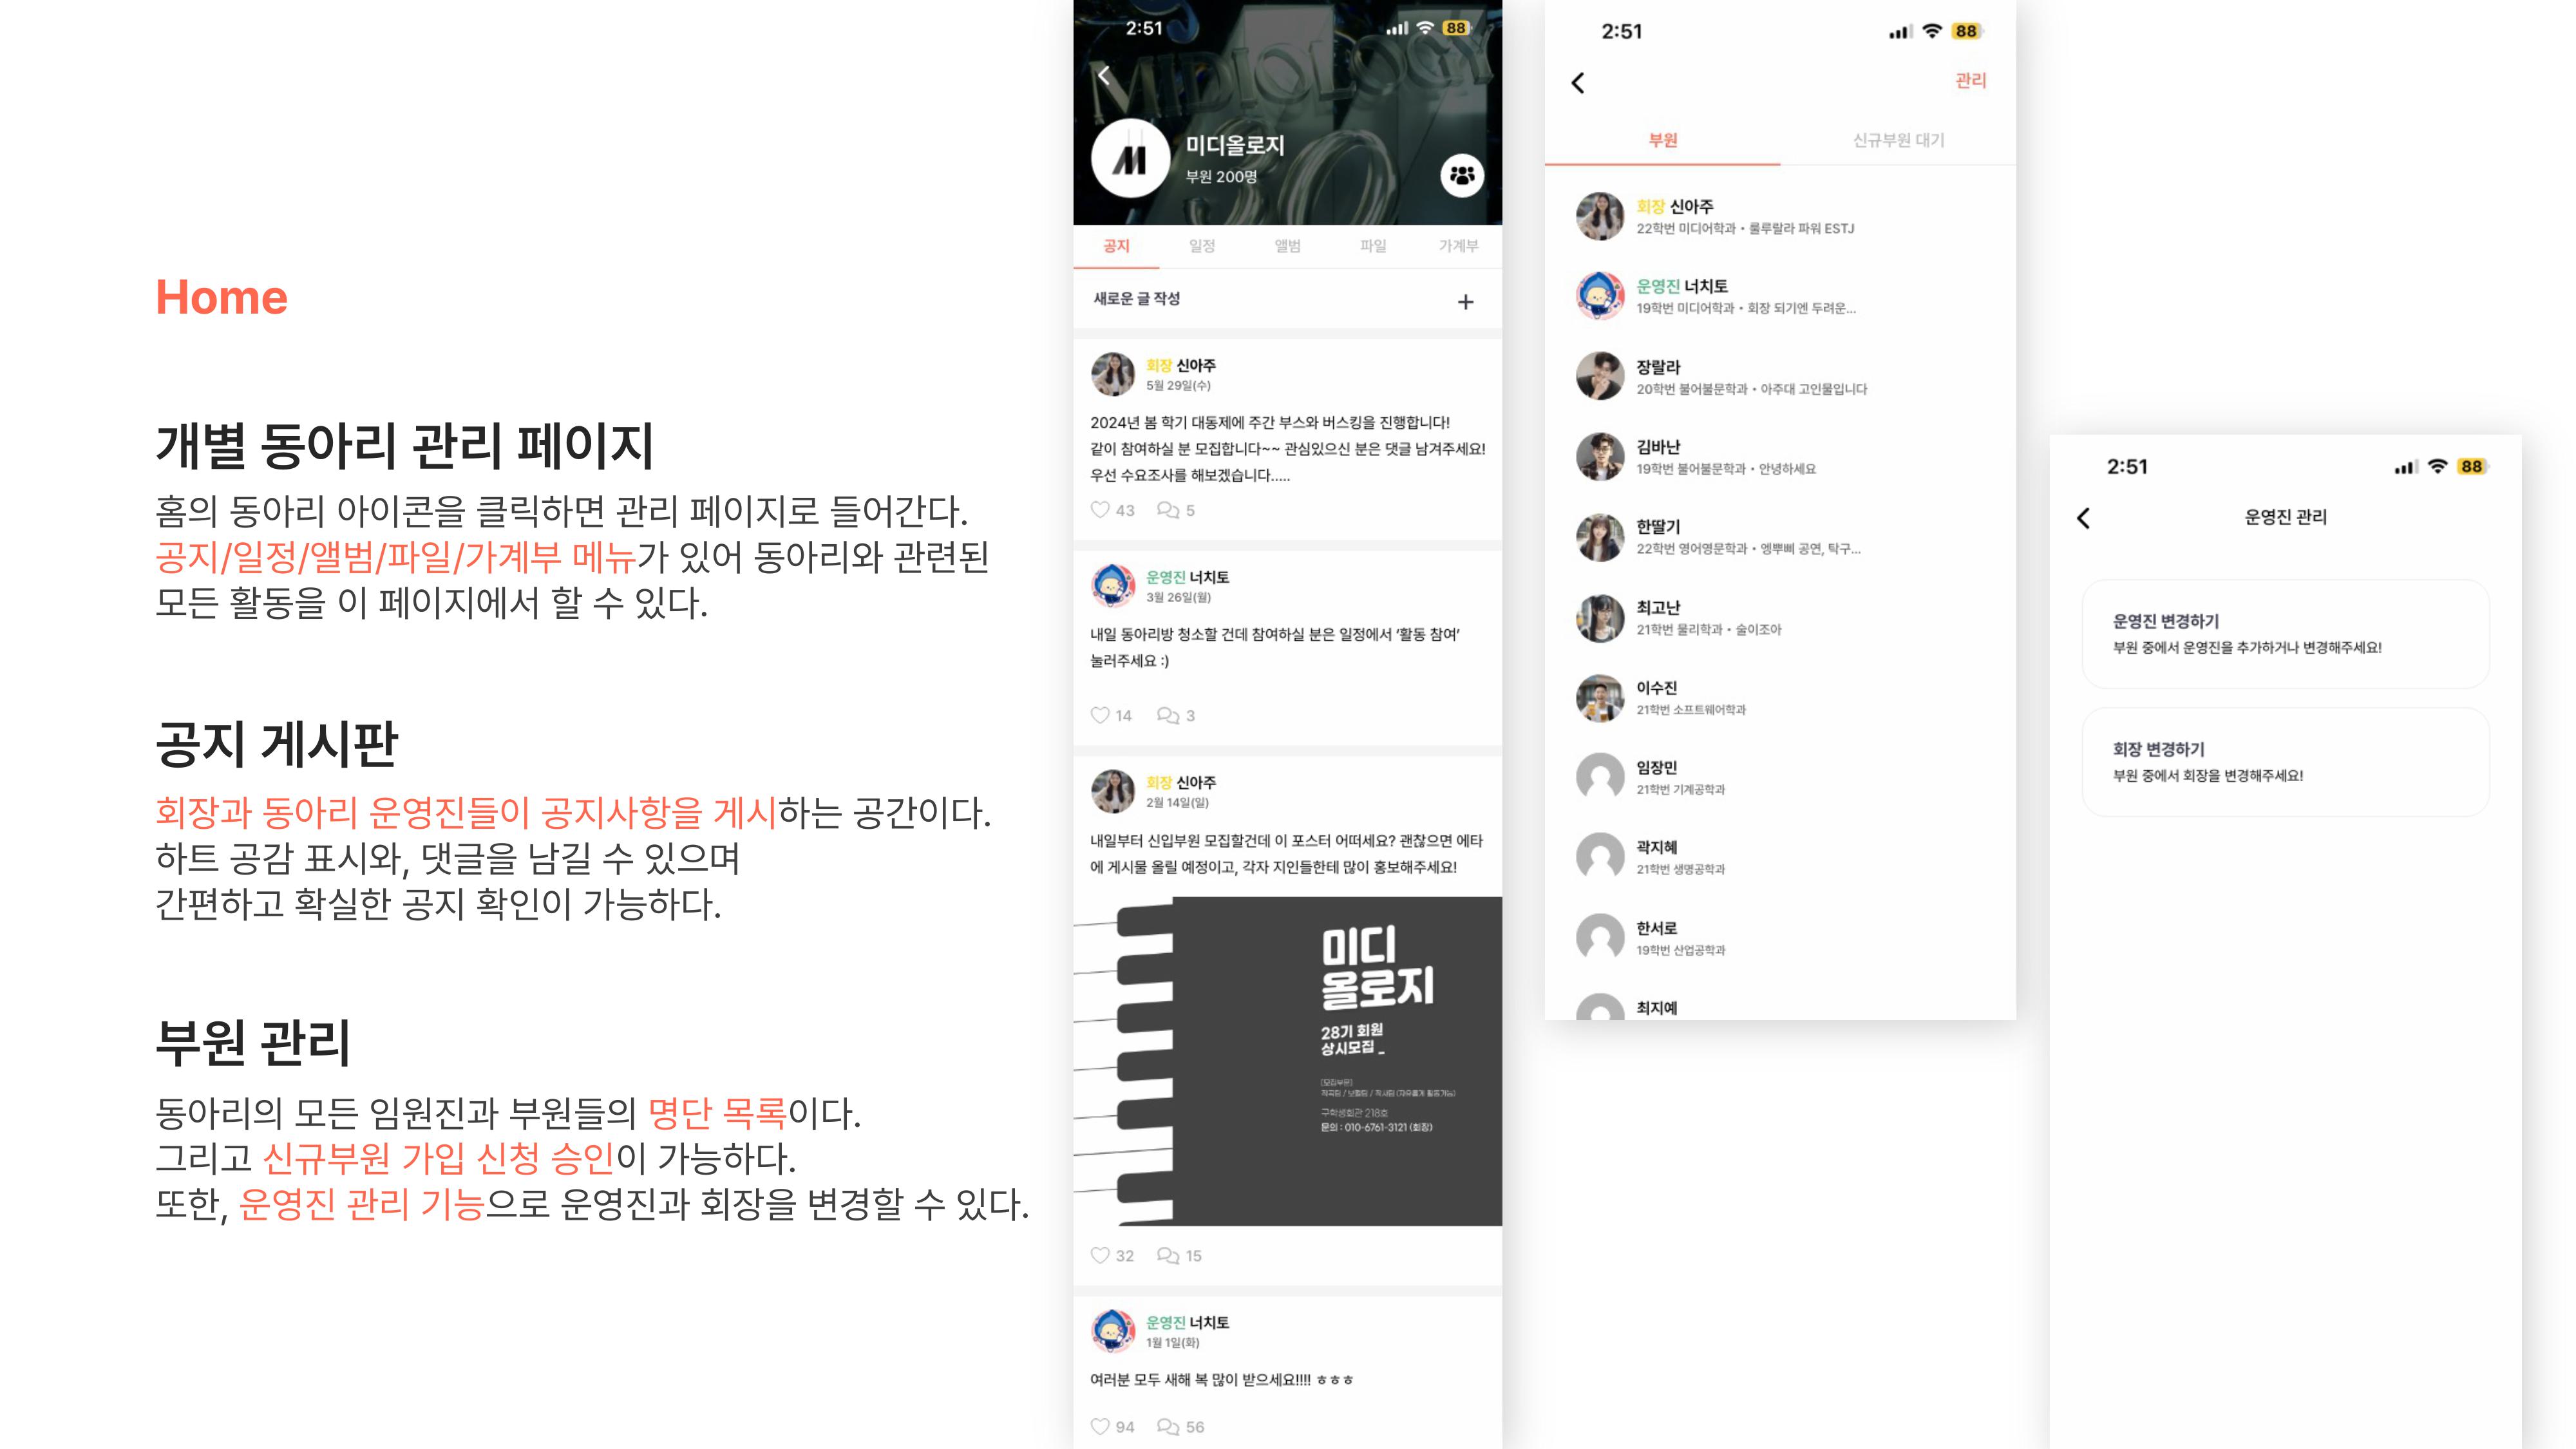 Home
개별 동아리 관리 페이지
홈의 동아리 아이콘을 클릭하면 관리 페이지로 들어간다.
공지/일정/앨범/파일/가계부 메뉴가 있어 동아리와 관련된
모든 활동을 이 페이지에서 할 수 있다.
공지 게시판
회장과 동아리 운영진들이 공지사항을 게시하는 공간이다.
하트 공감 표시와, 댓글을 남길 수 있으며
간편하고 확실한 공지 확인이 가능하다.
부원 관리
동아리의 모든 임원진과 부원들의 명단 목록이다.
그리고 신규부원 가입 신청 승인이 가능하다.
또한, 운영진 관리 기능으로 운영진과 회장을 변경할 수 있다.
2:51 88
MIDIOLOGY
M
미디올로지
부원 200명
공지 일정 앨범 파일 가계부
새로운 글 작성 +
회장 신아주
5월 29일(수)
2024년 봄 학기 대동제에 주간 부스와 버스킹을 진행합니다!
같이 참여하실 분 모집합니다~~ 관심있으신 분은 댓글 남겨주세요!
우선 수요조사를 해보겠습니다.....
43 5
운영진 너치토
3월 26일(월)
내일 동아리방 청소할 건데 참여하실 분은 일정에서 ‘활동 참여’
눌러주세요 :)
14 3
회장 신아주
2월 14일(일)
내일부터 신입부원 모집할건데 이 포스터 어떠세요? 괜찮으면 에타
에 게시물 올릴 예정이고, 각자 지인들한테 많이 홍보해주세요!
미디
올로지
28기 회원
상시모집 _
[모집부문]
작곡팀 / 보컬팀 / 작사팀 (자유롭게 활동가능)
구학생회관 218호
문의 : 010-6761-3121 (회장)
32 15
운영진 너치토
1월 1일(화)
여러분 모두 새해 복 많이 받으세요!!!! ㅎㅎㅎ
94 56
2:51 88
관리
부원 신규부원 대기
회장 신아주
22학번 미디어학과 • 룰루랄라 파워 ESTJ
운영진 너치토
19학번 미디어학과 • 회장 되기엔 두려운...
장랄라
20학번 불어불문학과 • 아주대 고인물입니다
김바난
19학번 불어불문학과 • 안녕하세요
한딸기
22학번 영어영문학과 • 엥뿌삐 공연, 탁구...
최고난
21학번 물리학과 • 술이조아
이수진
21학번 소프트웨어학과
임장민
21학번 기계공학과
곽지혜
21학번 생명공학과
한서로
19학번 산업공학과
최지예
2:51 88
운영진 관리
운영진 변경하기
부원 중에서 운영진을 추가하거나 변경해주세요!
회장 변경하기
부원 중에서 회장을 변경해주세요!